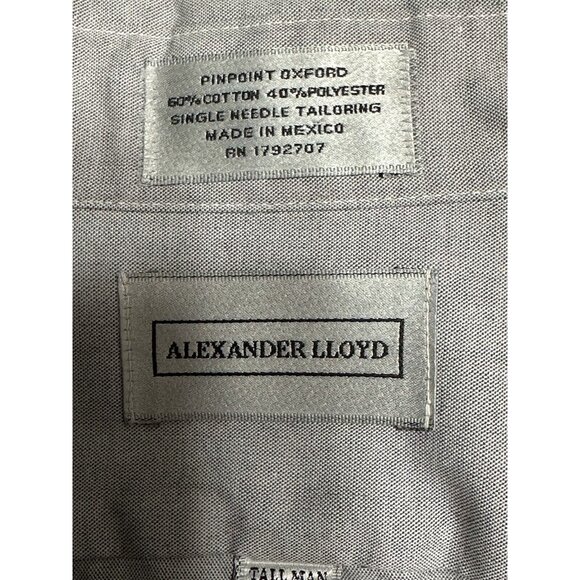 PINPOINT OXFORD
60% COTTON 40% POLYESTER
SINGLE NEEDLE TAILORING
MADE IN MEXICO
RN 1792707
ALEXANDER LLOYD
TALL MAN